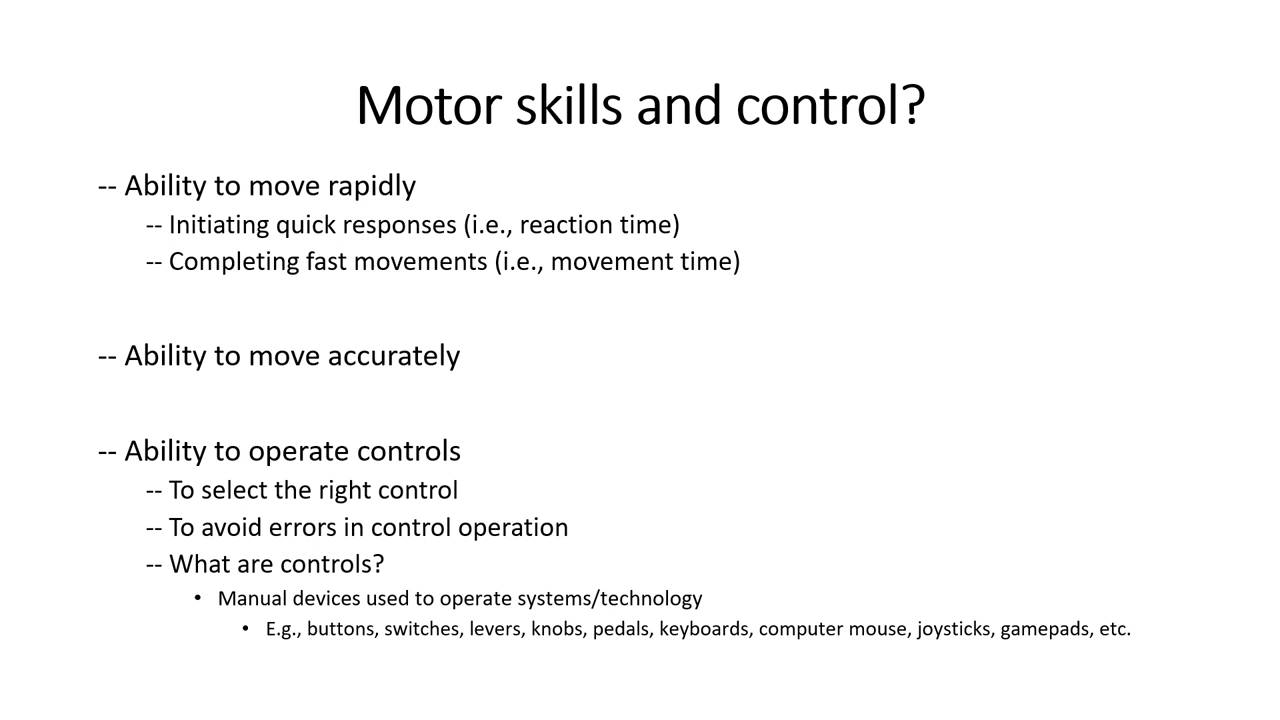 Motor skills and control?
-- Ability to move rapidly
-- Initiating quick responses (i.e., reaction time)
-- Completing fast movements (i.e., movement time)
-- Ability to move accurately
-- Ability to operate controls
-- To select the right control
-- To avoid errors in control operation
-- What are controls?
• Manual devices used to operate systems/technology
• E.g., buttons, switches, levers, knobs, pedals, keyboards, computer mouse, joysticks, gamepads, etc.